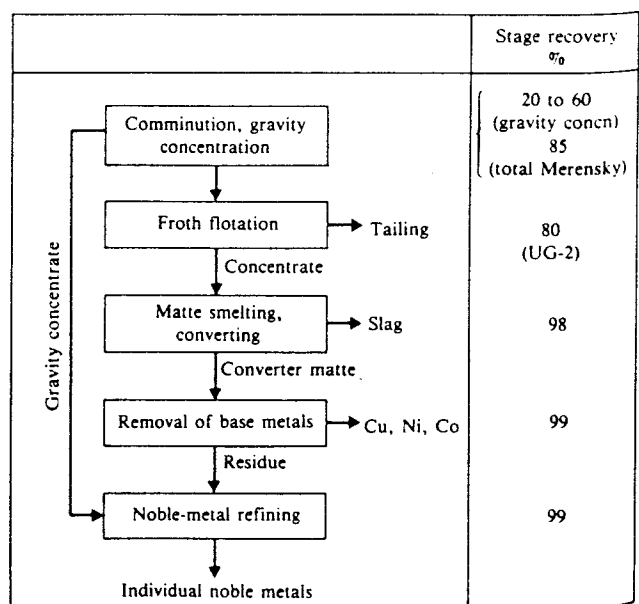 Stage recovery
%
Comminution, gravity
concentration
20 to 60
(gravity concn)
85
(total Merensky)
Gravity concentrate
Froth flotation
Tailing
80
(UG-2)
Concentrate
Matte smelting,
converting
Slag
98
Converter matte
Removal of base metals
Cu, Ni, Co
99
Residue
Noble-metal refining
99
Individual noble metals